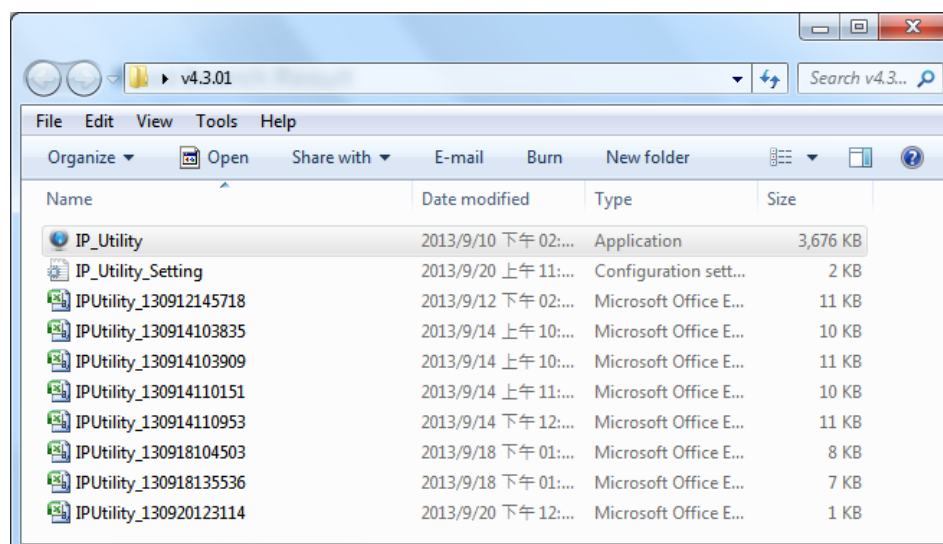 v4.3.01 Search v4.3...
File Edit View Tools Help
Organize Open Share with E-mail Burn New folder
Name Date modified Type Size
IP_Utility 2013/9/10 下午 02:... Application 3,676 KB
IP_Utility_Setting 2013/9/20 上午 11:... Configuration sett... 2 KB
IPUtility_130912145718 2013/9/12 下午 02:... Microsoft Office E... 11 KB
IPUtility_130914103835 2013/9/14 上午 10:... Microsoft Office E... 10 KB
IPUtility_130914103909 2013/9/14 上午 10:... Microsoft Office E... 11 KB
IPUtility_130914110151 2013/9/14 上午 11:... Microsoft Office E... 10 KB
IPUtility_130914110953 2013/9/14 下午 12:... Microsoft Office E... 11 KB
IPUtility_130918104503 2013/9/18 下午 01:... Microsoft Office E... 8 KB
IPUtility_130918135536 2013/9/18 下午 01:... Microsoft Office E... 7 KB
IPUtility_130920123114 2013/9/20 下午 12:... Microsoft Office E... 1 KB